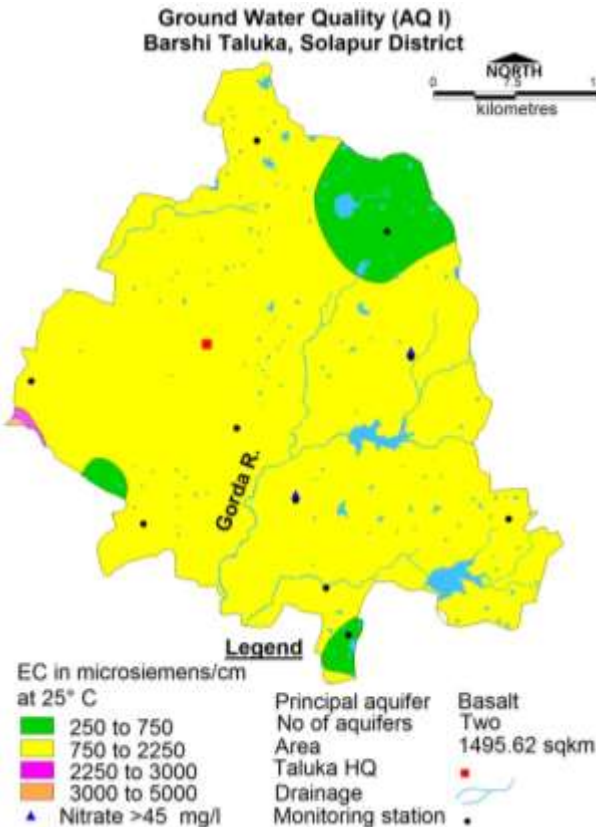 Ground Water Quality (AQ I)
Barshi Taluka, Solapur District
NORTH
0 7.5 1
kilometres
Gorda R.
Legend
EC in microsiemens/cm
at 25° C
250 to 750
750 to 2250
2250 to 3000
3000 to 5000
Nitrate >45 mg/l
Principal aquifer Basalt
No of aquifers Two
Area 1495.62 sqkm
Taluka HQ
Drainage
Monitoring station